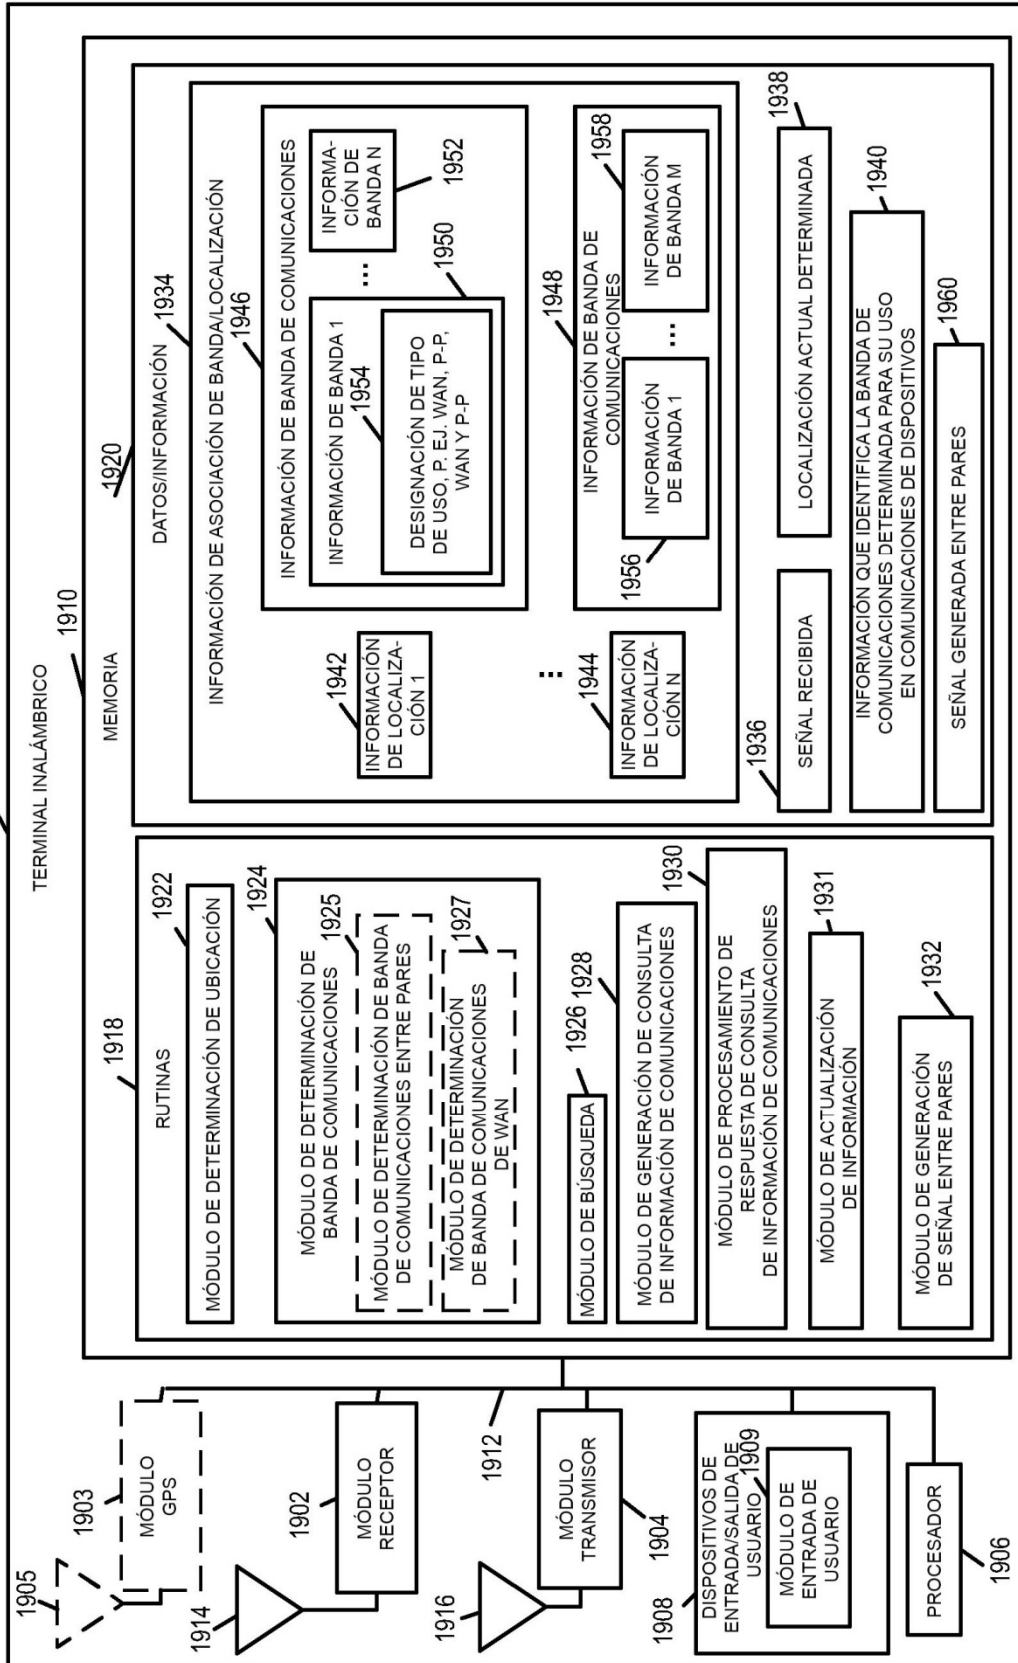 TERMINAL INALÁMBRICO
1905
1903
MÓDULO
GPS
1914
1902
MÓDULO
RECEPTOR
1912
1916
MÓDULO
TRANSMISOR
1904
1908
DISPOSITIVOS DE
ENTRADA/SALIDA DE
USUARIO
1909
MÓDULO DE
ENTRADA DE
USUARIO
PROCESADOR
1906
1910
MEMORIA
1918
RUTINAS
1922
MÓDULO DE DETERMINACIÓN DE UBICACIÓN
1924
MÓDULO DE DETERMINACIÓN DE
BANDA DE COMUNICACIONES
1925
MÓDULO DE DETERMINACIÓN DE BANDA
DE COMUNICACIONES ENTRE PARES
1927
MÓDULO DE DETERMINACIÓN
DE BANDA DE COMUNICACIONES
DE WAN
1926
MÓDULO DE BÚSQUEDA
1928
MÓDULO DE GENERACIÓN DE CONSULTA
DE INFORMACIÓN DE COMUNICACIONES
1930
MÓDULO DE PROCESAMIENTO DE
RESPUESTA DE CONSULTA
DE INFORMACIÓN DE COMUNICACIONES
1931
MÓDULO DE ACTUALIZACIÓN
DE INFORMACIÓN
1932
MÓDULO DE GENERACIÓN
DE SEÑAL ENTRE PARES
1920
DATOS/INFORMACIÓN
1934
INFORMACIÓN DE ASOCIACIÓN DE BANDA/LOCALIZACIÓN
1942
INFORMACIÓN
DE LOCALIZA-
CIÓN 1
1946
INFORMACIÓN DE BANDA DE COMUNICACIONES
INFORMACIÓN DE BANDA 1
1950
1954
DESIGNACIÓN DE TIPO
DE USO, P. EJ. WAN, P-P,
WAN Y P-P
...
INFORMA-
CIÓN DE
BANDA N
1952
...
1944
INFORMACIÓN
DE LOCALIZA-
CIÓN N
1948
INFORMACIÓN DE BANDA DE
COMUNICACIONES
1956
INFORMACIÓN
DE BANDA 1
...
1958
INFORMACIÓN
DE BANDA M
1936
SEÑAL RECIBIDA
1938
LOCALIZACIÓN ACTUAL DETERMINADA
1940
INFORMACIÓN QUE IDENTIFICA LA BANDA DE
COMUNICACIONES DETERMINADA PARA SU USO
EN COMUNICACIONES DE DISPOSITIVOS
1960
SEÑAL GENERADA ENTRE PARES